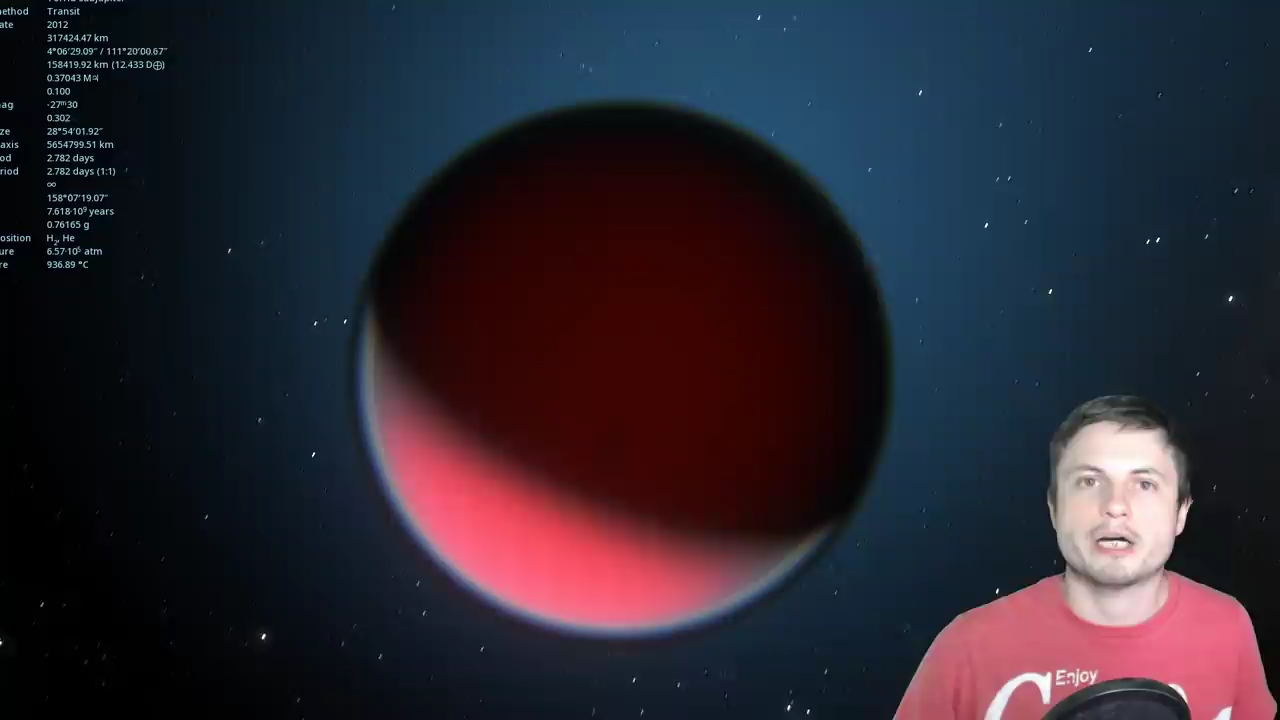 ethod Transit
ate 2012
317424.47 km
4°06'29.09" / 111°20'00.67"
158419.92 km (12.433 D⊕)
0.37043 M♃
0.100
ag -27ᵐ30
0.302
ze 28°54'01.92"
axis 5654799.51 km
od 2.782 days
riod 2.782 days (1:1)
∞
158°07'19.07"
7.618·10⁹ years
0.76165 g
osition H₂, He
ure 6.57·10⁵ atm
re 936.89 °C
Enjoy